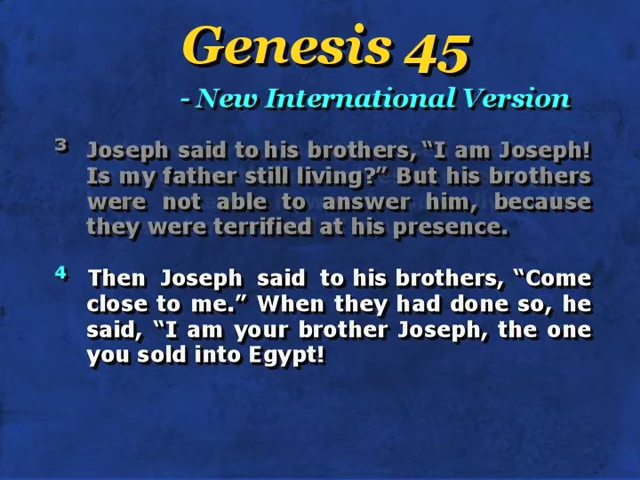 Genesis 45
- New International Version
3 Joseph said to his brothers, “I am Joseph!
Is my father still living?” But his brothers
were not able to answer him, because
they were terrified at his presence.
4 Then Joseph said to his brothers, “Come
close to me.” When they had done so, he
said, “I am your brother Joseph, the one
you sold into Egypt!